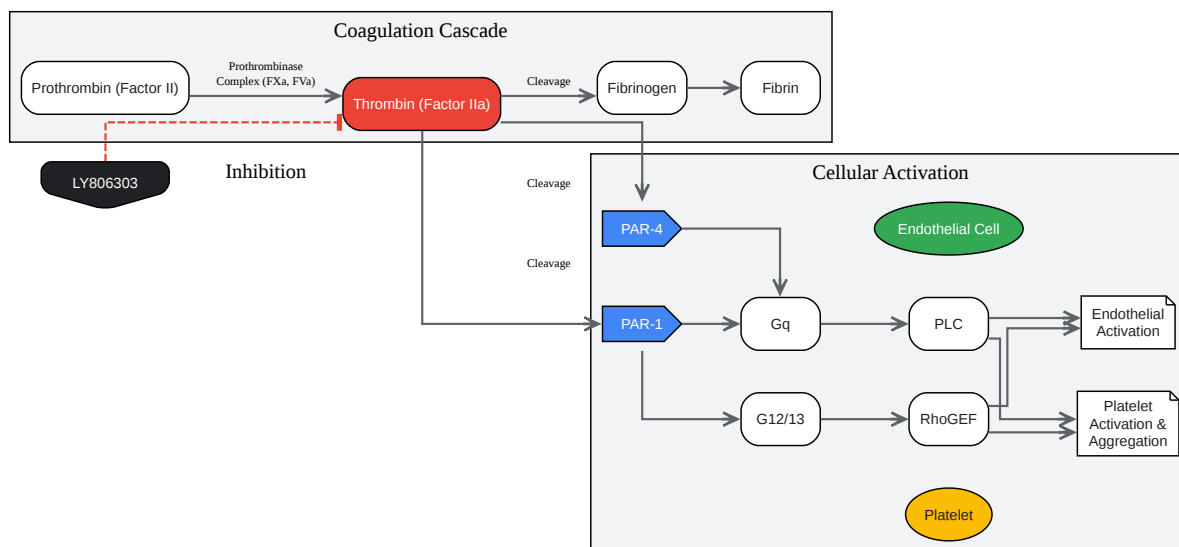 Coagulation Cascade
Prothrombin (Factor II)
Prothrombinase
Complex (FXa, FVa)
Thrombin (Factor IIa)
Cleavage
Fibrinogen
Fibrin
LY806303
Inhibition
Cleavage
Cleavage
Cellular Activation
PAR-4
Endothelial Cell
PAR-1
Gq
PLC
Endothelial
Activation
G12/13
RhoGEF
Platelet
Activation &
Aggregation
Platelet